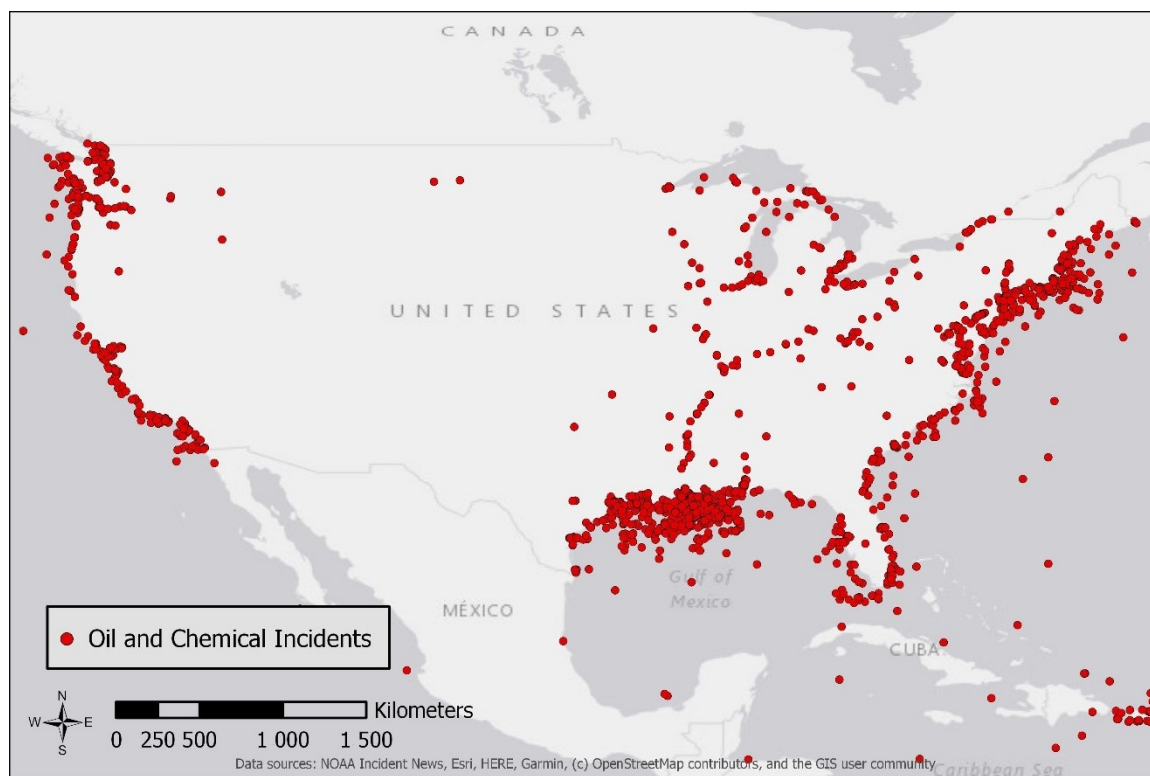 CANADA
UNITED STATES
Gulf of
Mexico
MÉXICO
CUBA
Oil and Chemical Incidents
N
W E
S
Kilometers
0 250 500 1 000 1 500
Data sources: NOAA Incident News, Esri, HERE, Garmin, (c) OpenStreetMap contributors, and the GIS user community
Caribbean Sea